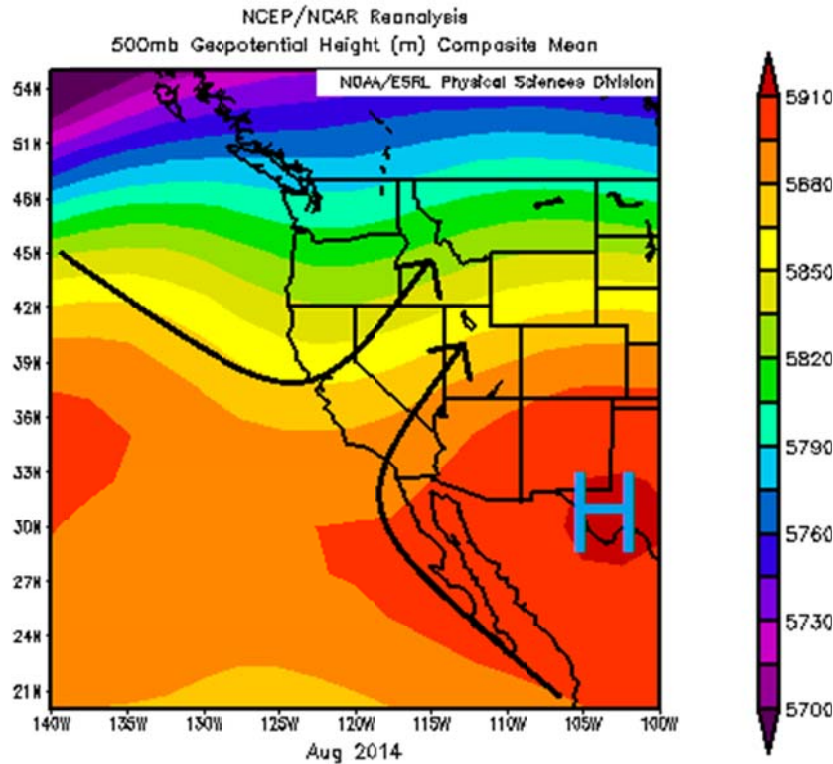 NCEP/NCAR Reanalysis
500mb Geopotential Height (m) Composite Mean
NOAA/ESRL Physical Sciences Division
54N
51N
48N
45N
42N
39N
36N
33N
30N
27N
24N
21N
140W 135W 130W 125W 120W 115W 110W 105W 100W
Aug 2014
H
5910
5880
5850
5820
5790
5760
5730
5700